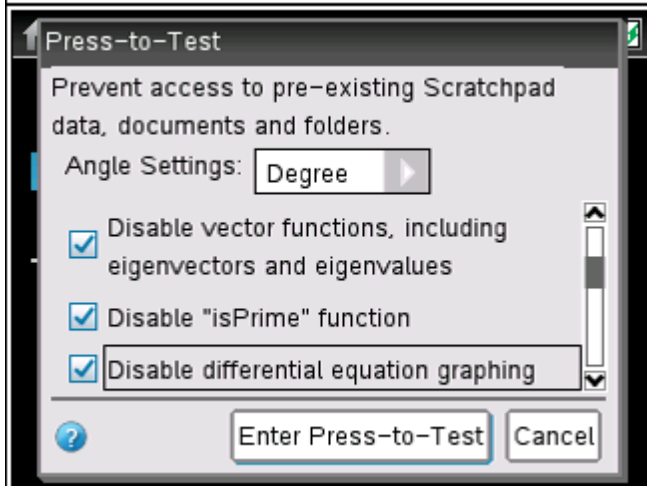 Press-to-Test
Prevent access to pre-existing Scratchpad
data, documents and folders.
Angle Settings: Degree
Disable vector functions, including
eigenvectors and eigenvalues
Disable "isPrime" function
Disable differential equation graphing
Enter Press-to-Test Cancel